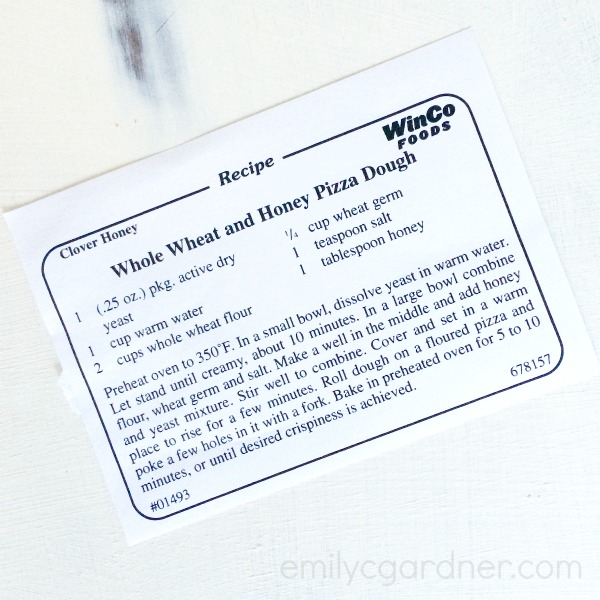 Recipe
WinCo
FOODS
Clover Honey
Whole Wheat and Honey Pizza Dough
1 (.25 oz.) pkg. active dry
yeast
1 cup warm water
2 cups whole wheat flour
1/4 cup wheat germ
1 teaspoon salt
1 tablespoon honey
Preheat oven to 350°F. In a small bowl, dissolve yeast in warm water.
Let stand until creamy, about 10 minutes. In a large bowl combine
flour, wheat germ and salt. Make a well in the middle and add honey
and yeast mixture. Stir well to combine. Cover and set in a warm
place to rise for a few minutes. Roll dough on a floured pizza and
poke a few holes in it with a fork. Bake in preheated oven for 5 to 10
minutes, or until desired crispiness is achieved.
#01493
678157
emilycgardner.com